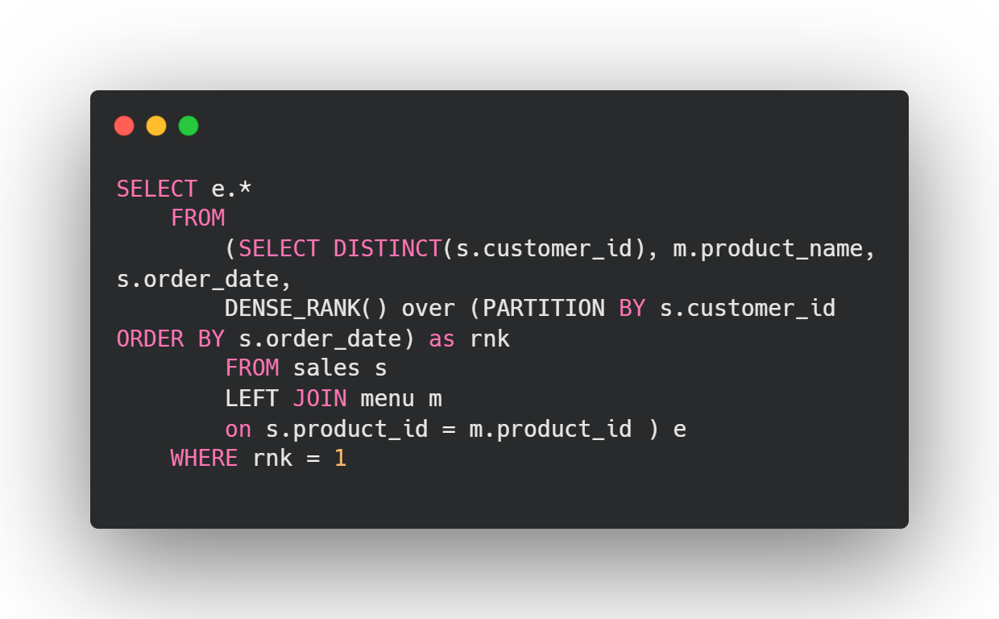 SELECT e.*
    FROM
        (SELECT DISTINCT(s.customer_id), m.product_name,
s.order_date,
        DENSE_RANK() over (PARTITION BY s.customer_id
ORDER BY s.order_date) as rnk
        FROM sales s
        LEFT JOIN menu m
        on s.product_id = m.product_id ) e
    WHERE rnk = 1